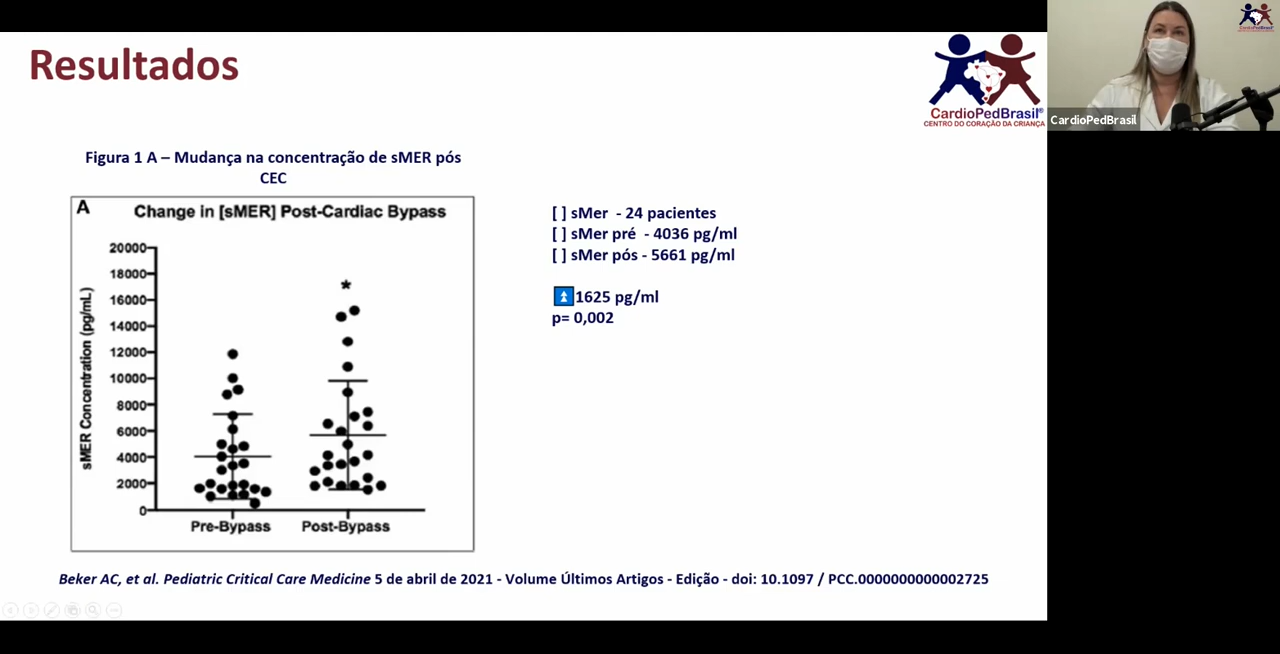 Resultados
CardioPedBrasil®
CENTRO DO CORAÇÃO DA CRIANÇA
CardioPedBrasil
Figura 1 A – Mudança na concentração de sMER pós
CEC
A
Change in [sMER] Post-Cardiac Bypass
sMER Concentration (pg/mL)
20000
18000
16000
14000
12000
10000
8000
6000
4000
2000
0
*
Pre-Bypass
Post-Bypass
[ ] sMer - 24 pacientes
[ ] sMer pré - 4036 pg/ml
[ ] sMer pós - 5661 pg/ml
1625 pg/ml
p= 0,002
Beker AC, et al. Pediatric Critical Care Medicine 5 de abril de 2021 - Volume Últimos Artigos - Edição - doi: 10.1097 / PCC.0000000000002725